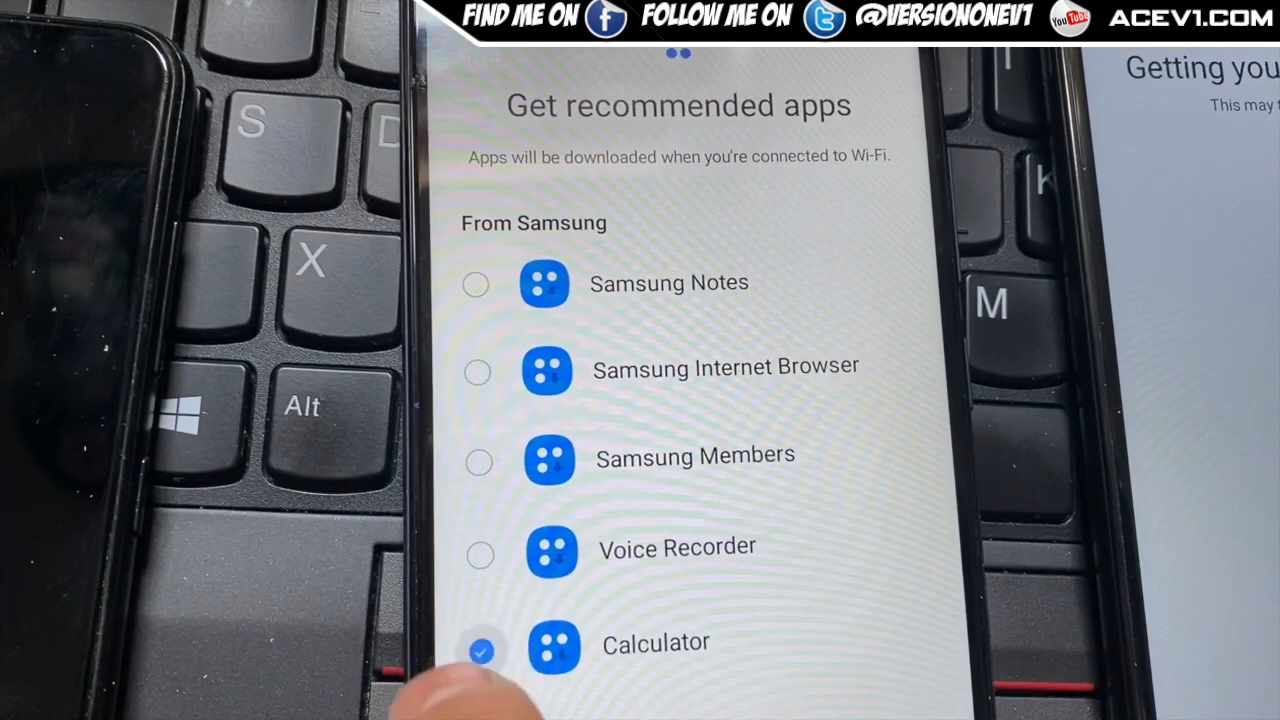 FIND ME ON f FOLLOW ME ON @VERSIONONEV1 YouTube ACEV1.COM
Get recommended apps
Apps will be downloaded when you're connected to Wi-Fi.
From Samsung
Samsung Notes
Samsung Internet Browser
Samsung Members
Voice Recorder
Calculator
Getting you
This may
S
D
X
Alt
K
M